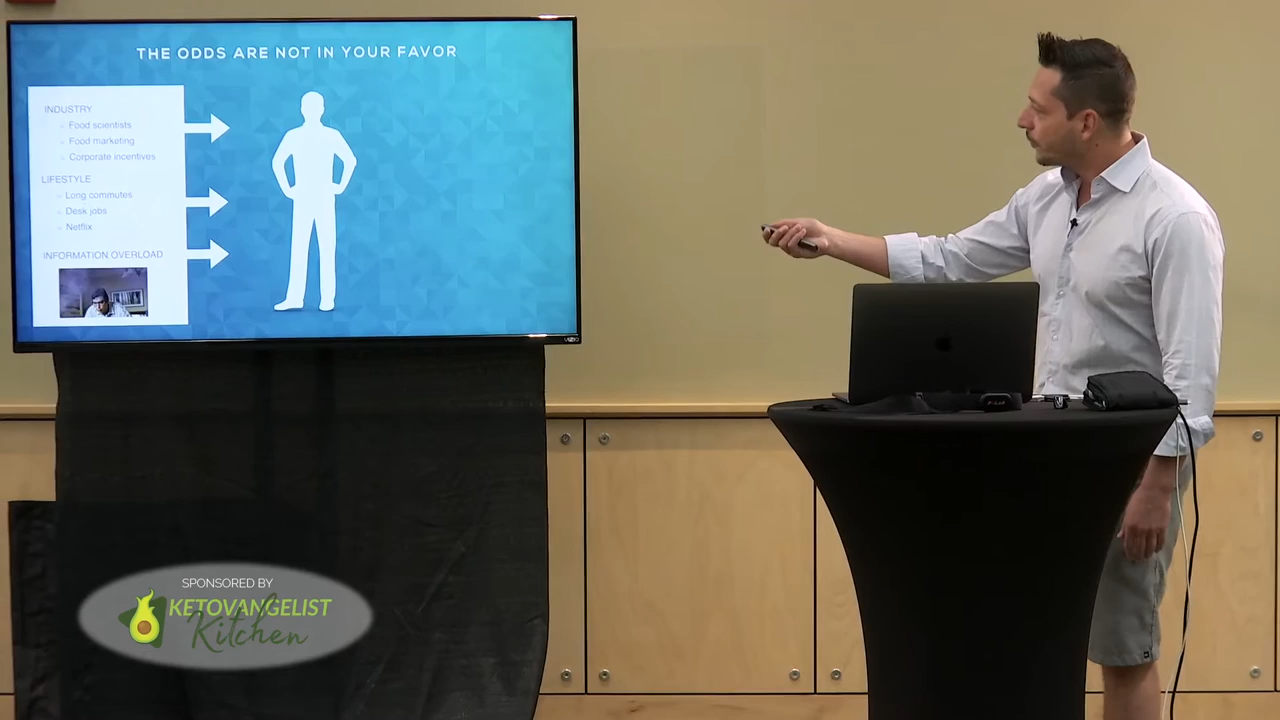 THE ODDS ARE NOT IN YOUR FAVOR
INDUSTRY
Food scientists
Food marketing
Corporate incentives
LIFESTYLE
Long commutes
Desk jobs
Netflix
INFORMATION OVERLOAD
VIZIO
SPONSORED BY
KETOVANGELIST
Kitchen